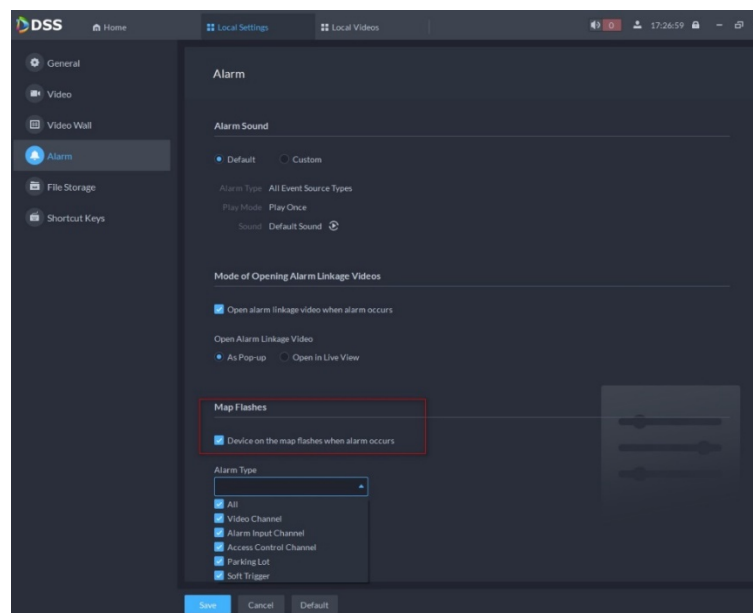 DSS
Home
Local Settings
Local Videos
0
17:26:59
General
Video
Video Wall
Alarm
File Storage
Shortcut Keys
Alarm
Alarm Sound
Default
Custom
Alarm Type All Event Source Types
Play Mode Play Once
Sound Default Sound
Mode of Opening Alarm Linkage Videos
Open alarm linkage video when alarm occurs
Open Alarm Linkage Video
As Pop-up
Open in Live View
Map Flashes
Device on the map flashes when alarm occurs
Alarm Type
All
Video Channel
Alarm Input Channel
Access Control Channel
Parking Lot
Soft Trigger
Save
Cancel
Default